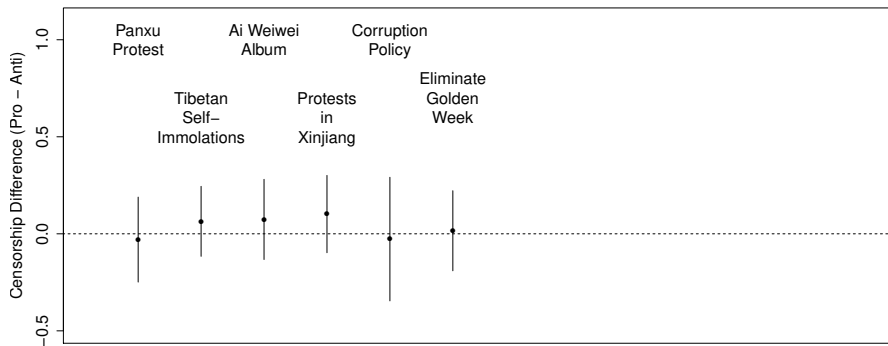 Panxu
Protest
Ai Weiwei
Album
Corruption
Policy
Tibetan
Self−
Immolations
Protests
in
Xinjiang
Eliminate
Golden
Week
Censorship Difference (Pro − Anti)
1.0
0.5
0.0
−0.5